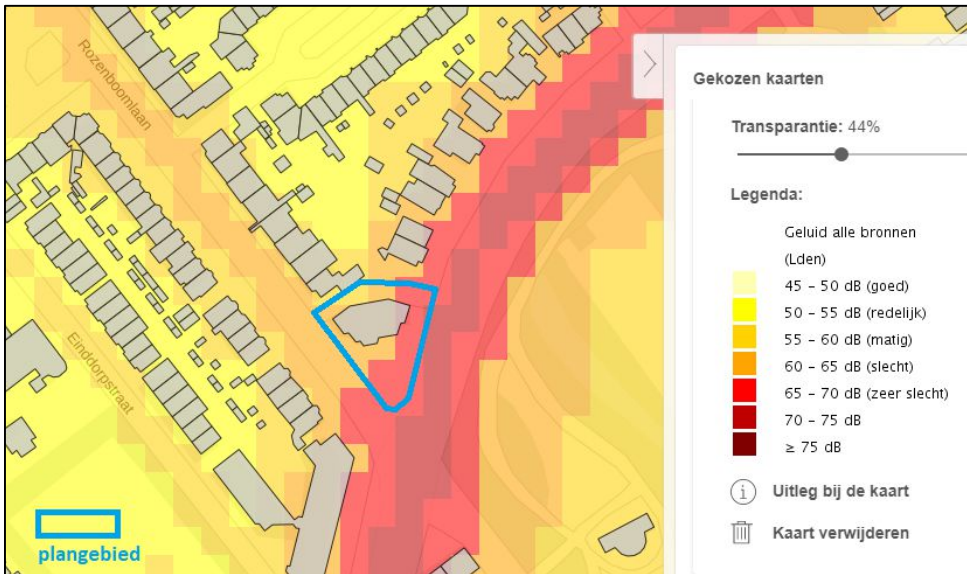 Rozenboomlaan
Einddorpstraat
plangebied
Gekozen kaarten
Transparantie: 44%
Legenda:
Geluid alle bronnen
(Lden)
45 – 50 dB (goed)
50 – 55 dB (redelijk)
55 – 60 dB (matig)
60 – 65 dB (slecht)
65 – 70 dB (zeer slecht)
70 – 75 dB
≥ 75 dB
Uitleg bij de kaart
Kaart verwijderen